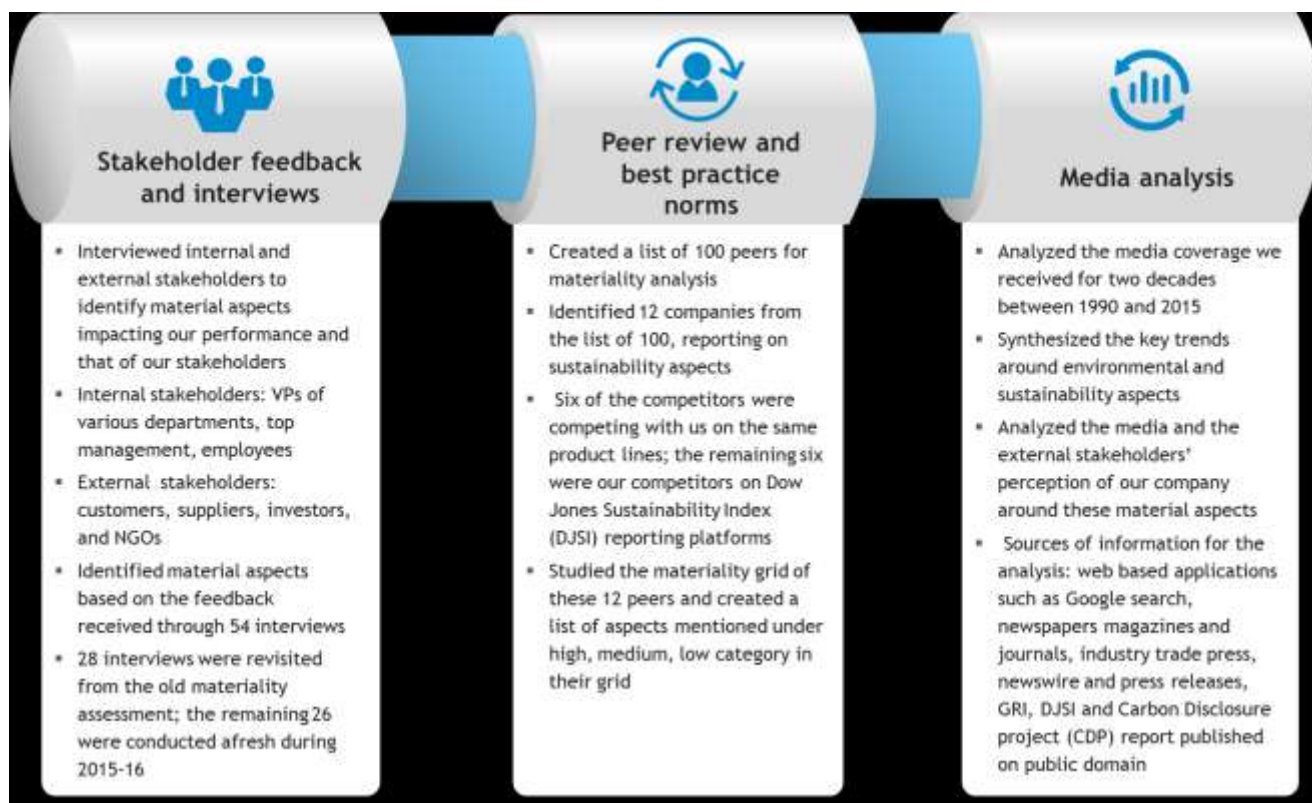 Stakeholder feedback
and interviews
▪ Interviewed internal and
external stakeholders to
identify material aspects
impacting our performance and
that of our stakeholders
▪ Internal stakeholders: VPs of
various departments, top
management, employees
▪ External stakeholders:
customers, suppliers, investors,
and NGOs
▪ Identified material aspects
based on the feedback
received through 54 interviews
▪ 28 interviews were revisited
from the old materiality
assessment; the remaining 26
were conducted afresh during
2015-16
Peer review and
best practice
norms
▪ Created a list of 100 peers for
materiality analysis
▪ Identified 12 companies from
the list of 100, reporting on
sustainability aspects
▪ Six of the competitors were
competing with us on the same
product lines; the remaining six
were our competitors on Dow
Jones Sustainability Index
(DJSI) reporting platforms
▪ Studied the materiality grid of
these 12 peers and created a
list of aspects mentioned under
high, medium, low category in
their grid
Media analysis
▪ Analyzed the media coverage we
received for two decades
between 1990 and 2015
▪ Synthesized the key trends
around environmental and
sustainability aspects
▪ Analyzed the media and the
external stakeholders'
perception of our company
around these material aspects
▪ Sources of information for the
analysis: web based applications
such as Google search,
newspapers magazines and
journals, industry trade press,
newswire and press releases,
GRI, DJSI and Carbon Disclosure
project (CDP) report published
on public domain